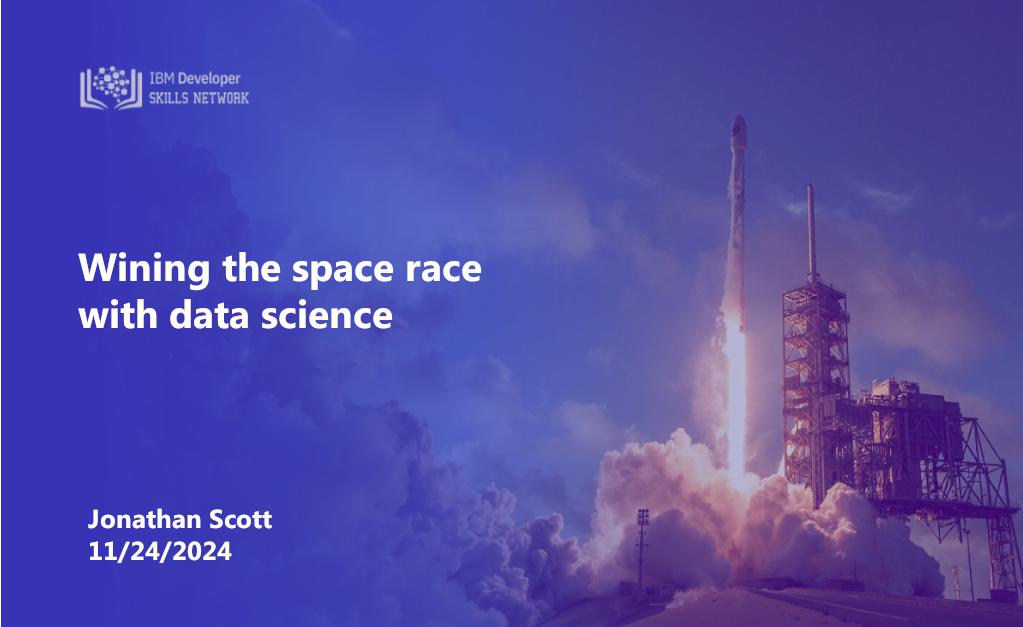 IBM Developer
SKILLS NETWORK
Wining the space race
with data science
Jonathan Scott
11/24/2024